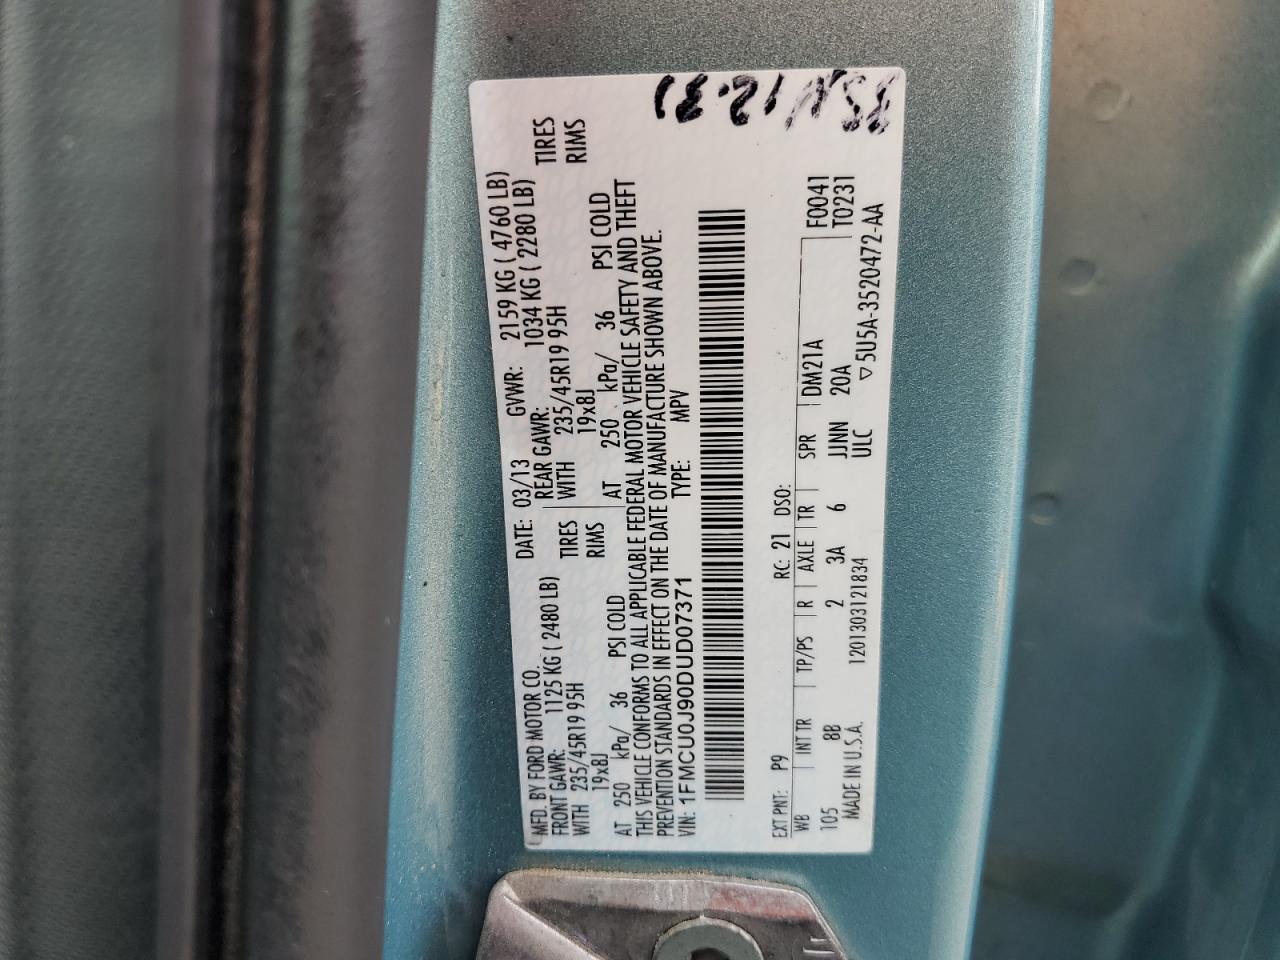 MFD. BY FORD MOTOR CO. DATE: 03/13 GVWR: 2159 KG ( 4760 LB)
FRONT GAWR: 1125 KG ( 2480 LB) REAR GAWR: 1034 KG ( 2280 LB)
WITH 235/45R19 95H TIRES WITH 235/45R19 95H TIRES
19x8J RIMS 19x8J RIMS
AT 250 kPa/ 36 PSI COLD AT 250 kPa/ 36 PSI COLD
THIS VEHICLE CONFORMS TO ALL APPLICABLE FEDERAL MOTOR VEHICLE SAFETY AND THEFT
PREVENTION STANDARDS IN EFFECT ON THE DATE OF MANUFACTURE SHOWN ABOVE.
VIN: 1FMCU0J90DUD07371 TYPE: MPV
EXT PNT: P9 RC: 21 DSO:
WB INT TR TP/PS R AXLE TR SPR DM21A F0041
105 8B 2 3A 6 JJNN 20A T0231
MADE IN U.S.A. 1201303121834 ULC
▽5U5A-3520472-AA